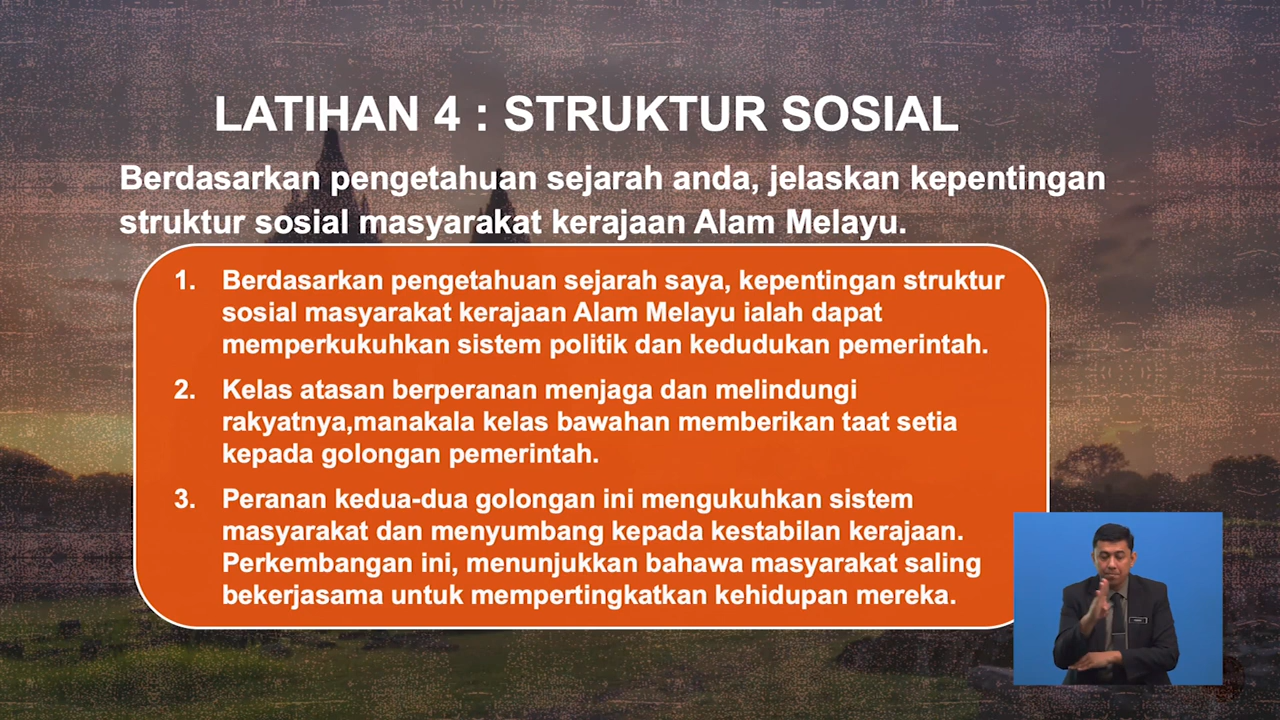 LATIHAN 4 : STRUKTUR SOSIAL
Berdasarkan pengetahuan sejarah anda, jelaskan kepentingan
struktur sosial masyarakat kerajaan Alam Melayu.
1. Berdasarkan pengetahuan sejarah saya, kepentingan struktur
sosial masyarakat kerajaan Alam Melayu ialah dapat
memperkukuhkan sistem politik dan kedudukan pemerintah.
2. Kelas atasan berperanan menjaga dan melindungi
rakyatnya,manakala kelas bawahan memberikan taat setia
kepada golongan pemerintah.
3. Peranan kedua-dua golongan ini mengukuhkan sistem
masyarakat dan menyumbang kepada kestabilan kerajaan.
Perkembangan ini, menunjukkan bahawa masyarakat saling
bekerjasama untuk mempertingkatkan kehidupan mereka.